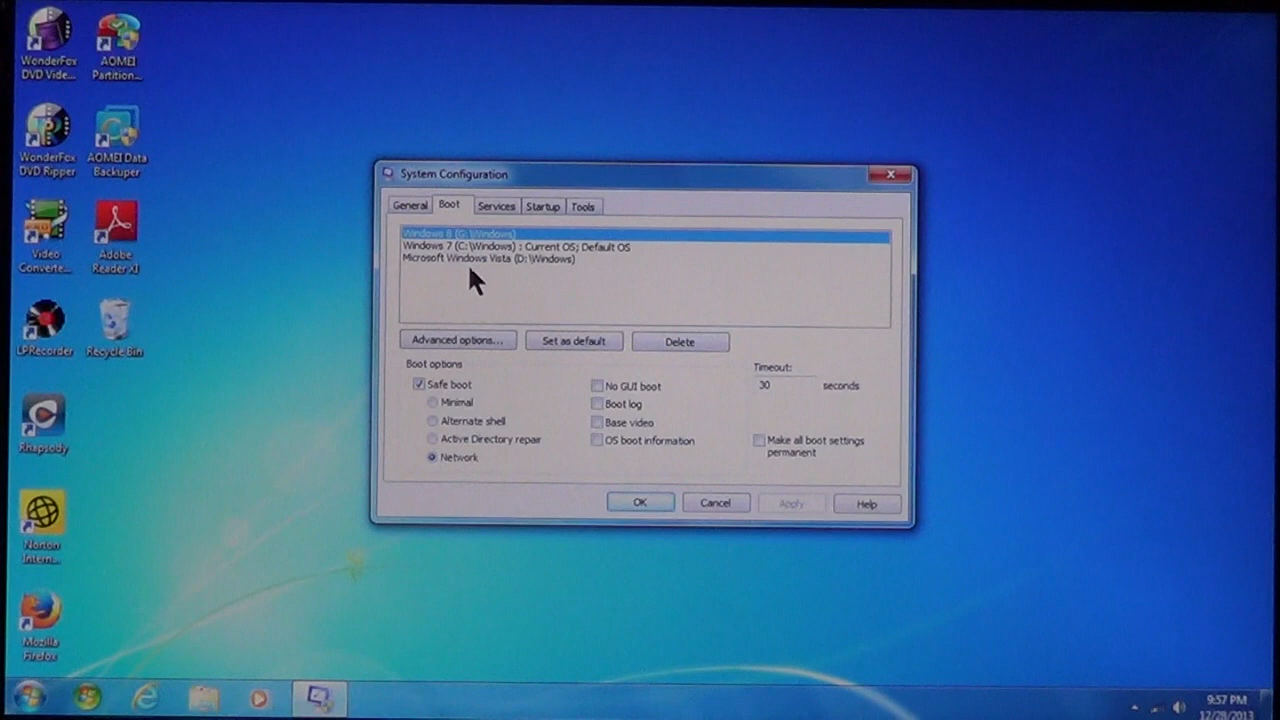 WonderFox
DVD Vide...
AOMEI
Partition...
WonderFox
DVD Ripper
AOMEI Data
Backuper
Video
Converte...
Adobe
Reader XI
LPRecorder
Recycle Bin
Rhapsody
Norton
Intern...
Mozilla
Firefox
System Configuration
General
Boot
Services
Startup
Tools
Windows 8 (G:\Windows)
Windows 7 (C:\Windows) : Current OS; Default OS
Microsoft Windows Vista (D:\Windows)
Advanced options...
Set as default
Delete
Boot options
Safe boot
Minimal
Alternate shell
Active Directory repair
Network
No GUI boot
Boot log
Base video
OS boot information
Timeout:
30 seconds
Make all boot settings
permanent
OK
Cancel
Apply
Help
9:57 PM
12/28/2013